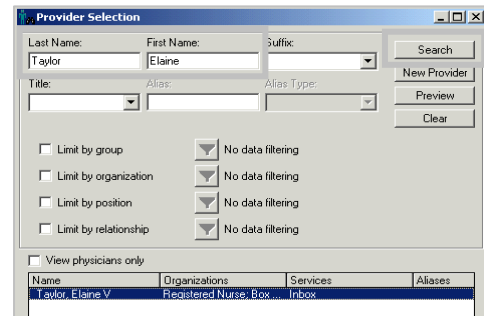 Provider Selection
Last Name: First Name: Suffix:
Taylor Elaine
Search
New Provider
Title: Alias: Alias Type:
Preview
Clear
Limit by group No data filtering
Limit by organization No data filtering
Limit by position No data filtering
Limit by relationship No data filtering
View physicians only
Name Organizations Services Aliases
Taylor, Elaine V Registered Nurse; Box ... Inbox